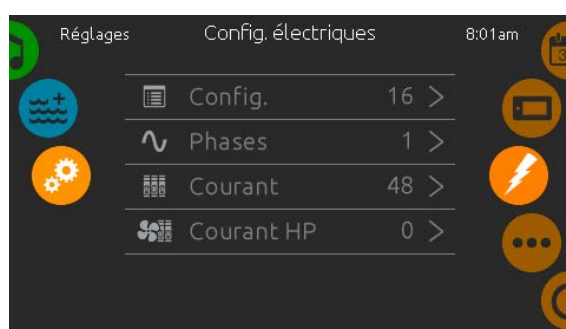 Réglages Config. électriques 8:01am
Config. 16 >
Phases 1 >
Courant 48 >
Courant HP 0 >